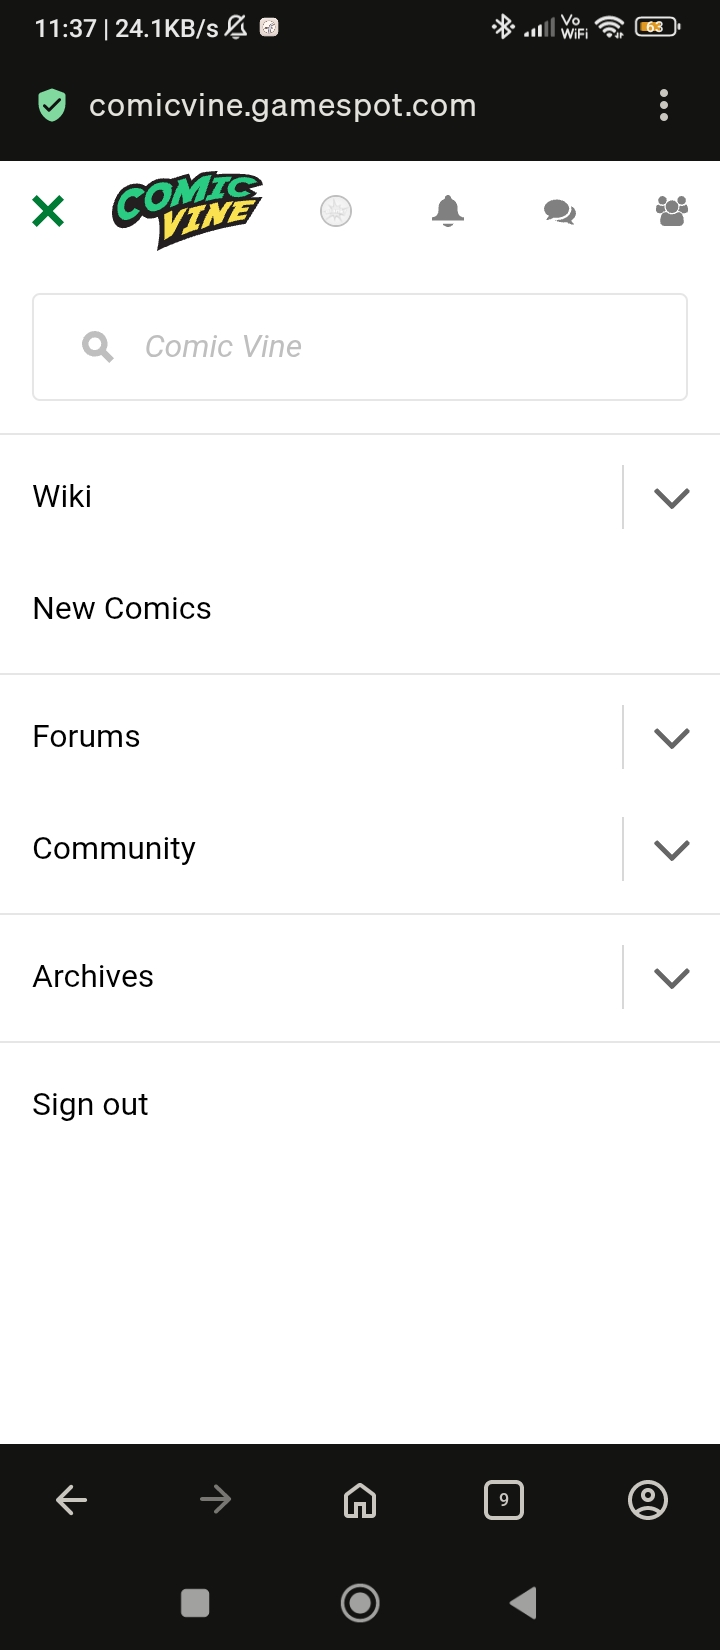 11:37 | 24.1KB/s Vo WiFi 63
comicvine.gamespot.com
COMIC VINE
Comic Vine
Wiki
New Comics
Forums
Community
Archives
Sign out
9